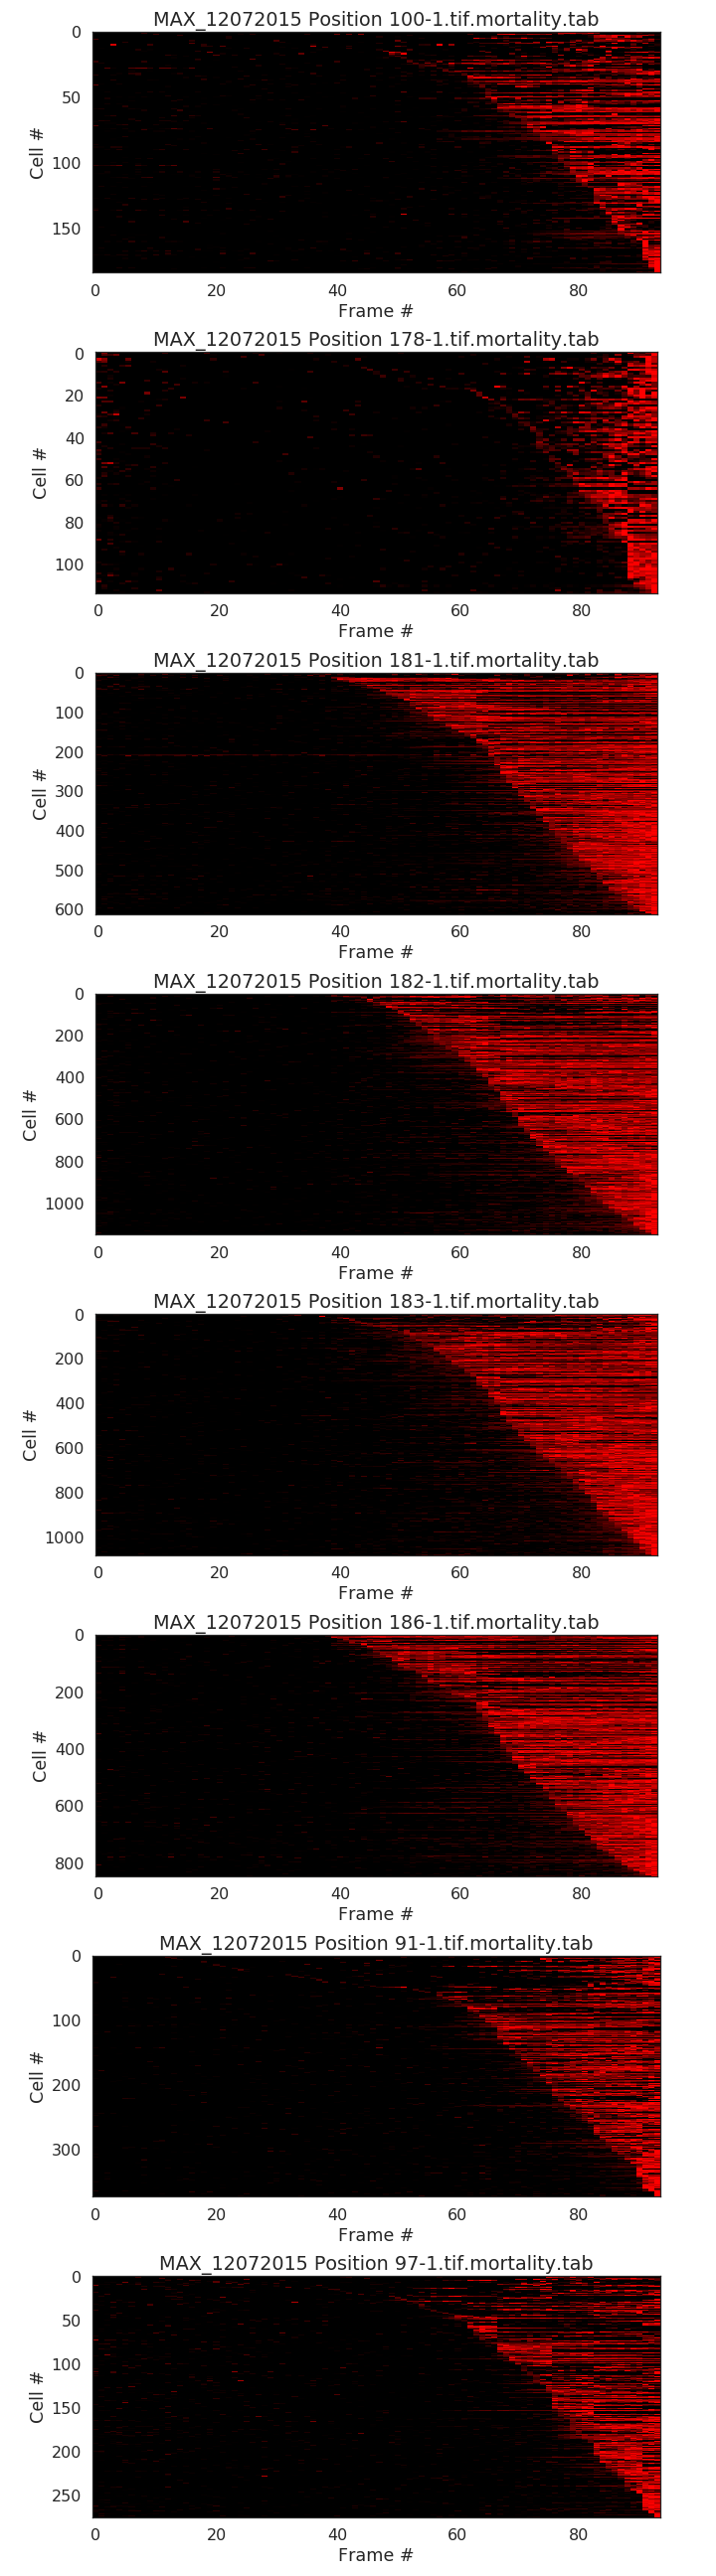 MAX_12072015 Position 100-1.tif.mortality.tab
0
50
100
150
Cell #
0 20 40 60 80
Frame #
MAX_12072015 Position 178-1.tif.mortality.tab
0
20
40
60
80
100
Cell #
0 20 40 60 80
Frame #
MAX_12072015 Position 181-1.tif.mortality.tab
0
100
200
300
400
500
600
Cell #
0 20 40 60 80
Frame #
MAX_12072015 Position 182-1.tif.mortality.tab
0
200
400
600
800
1000
Cell #
0 20 40 60 80
Frame #
MAX_12072015 Position 183-1.tif.mortality.tab
0
200
400
600
800
1000
Cell #
0 20 40 60 80
Frame #
MAX_12072015 Position 186-1.tif.mortality.tab
0
200
400
600
800
Cell #
0 20 40 60 80
Frame #
MAX_12072015 Position 91-1.tif.mortality.tab
0
100
200
300
Cell #
0 20 40 60 80
Frame #
MAX_12072015 Position 97-1.tif.mortality.tab
0
50
100
150
200
250
Cell #
0 20 40 60 80
Frame #